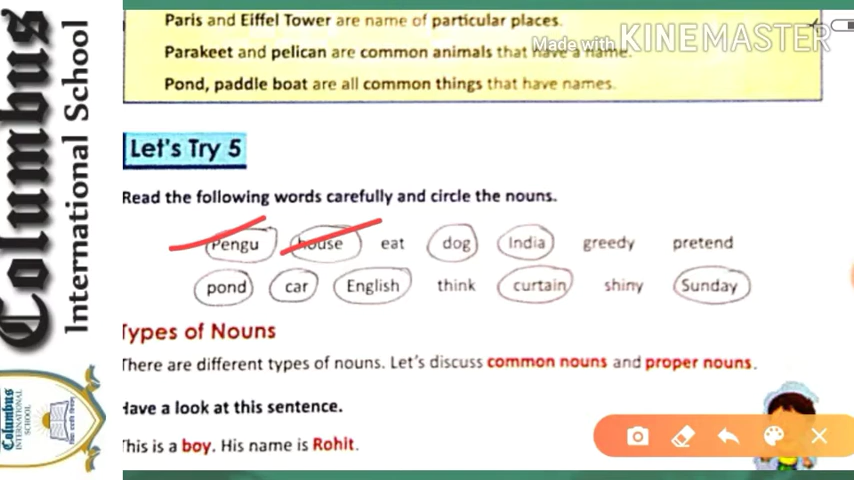 Paris and Eiffel Tower are name of particular places.
Parakeet and pelican are common animals that have a name.
Made with KINEMASTER
Pond, paddle boat are all common things that have names.
Columbus
International School
Let's Try 5
Read the following words carefully and circle the nouns.
Pengu house eat dog India greedy pretend
pond car English think curtain shiny Sunday
Types of Nouns
There are different types of nouns. Let's discuss common nouns and proper nouns.
Have a look at this sentence.
This is a boy. His name is Rohit.
Columbus
INTERNATIONAL
SCHOOL